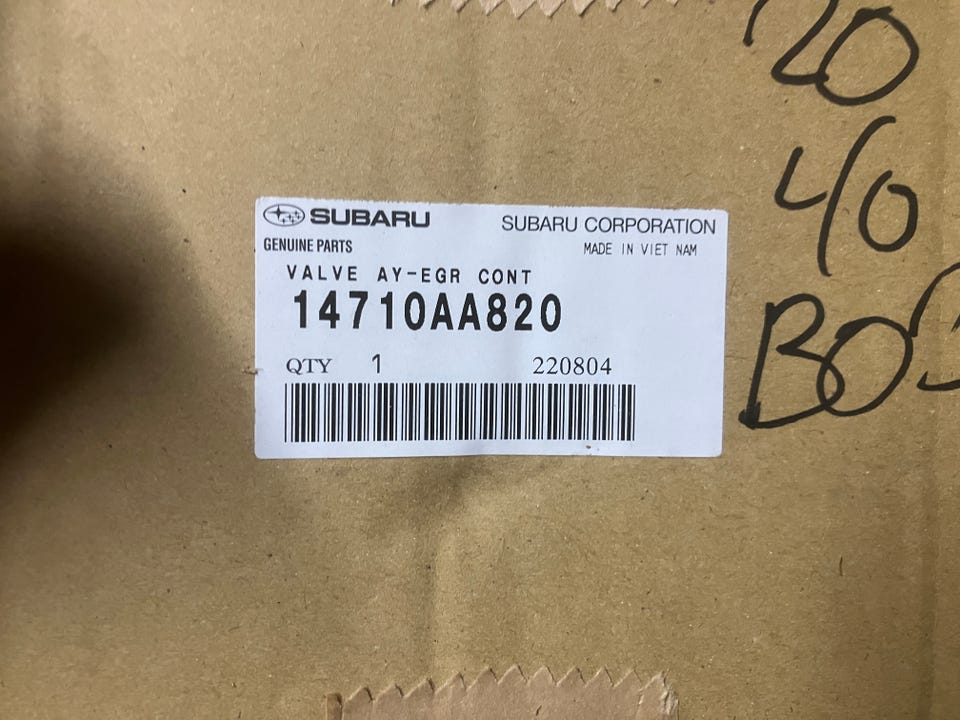 SUBARU
SUBARU CORPORATION
GENUINE PARTS
MADE IN VIET NAM
VALVE AY-EGR CONT
14710AA820
QTY 1
220804
20
40